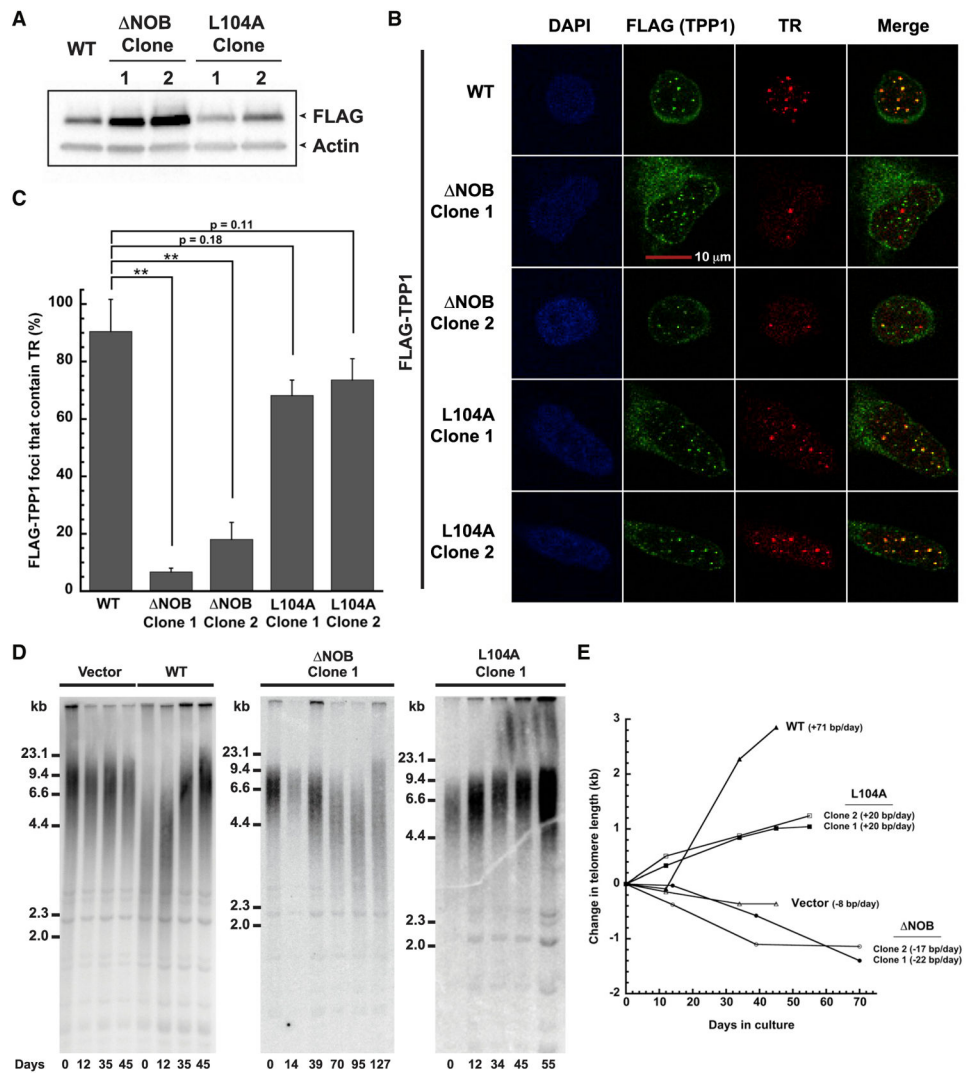 A
WT
ΔNOB
Clone
L104A
Clone
1 2 1 2
FLAG
Actin
B
DAPI FLAG (TPP1) TR Merge
FLAG-TPP1
WT
ΔNOB
Clone 1
10 μm
ΔNOB
Clone 2
L104A
Clone 1
L104A
Clone 2
C
p = 0.11
p = 0.18
**
**
FLAG-TPP1 foci that contain TR (%)
100
80
60
40
20
0
WT
ΔNOB
Clone 1
ΔNOB
Clone 2
L104A
Clone 1
L104A
Clone 2
D
Vector WT
kb
23.1
9.4
6.6
4.4
2.3
2.0
Days 0 12 35 45 0 12 35 45
ΔNOB
Clone 1
kb
23.1
9.4
6.6
4.4
2.3
2.0
0 14 39 70 95 127
L104A
Clone 1
kb
23.1
9.4
6.6
4.4
2.3
2.0
0 12 34 45 55
E
Change in telomere length (kb)
3
2
1
0
-1
-2
WT (+71 bp/day)
L104A
Clone 2 (+20 bp/day)
Clone 1 (+20 bp/day)
Vector (-8 bp/day)
ΔNOB
Clone 2 (-17 bp/day)
Clone 1 (-22 bp/day)
0 10 20 30 40 50 60 70
Days in culture